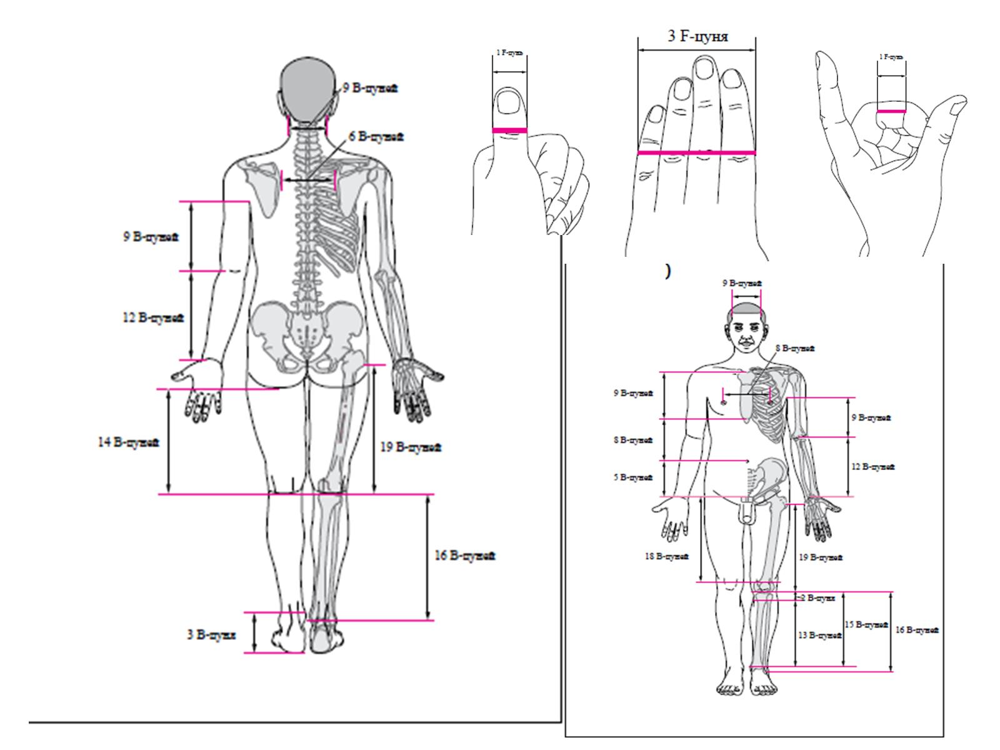 9 В-цуней
6 В-цуней
9 В-цуней
12 В-цуней
14 В-цуней
19 В-цуней
16 В-цуней
3 В-цуня
1 F-цунь
3 F-цуня
1 F-цунь
)
9 В-цуней
8 В-цуней
9 В-цуней
9 В-цуней
8 В-цуней
12 В-цуней
5 В-цуней
18 В-цуней
19 В-цуней
2 В-цуня
15 В-цуней
16 В-цуней
13 В-цуней